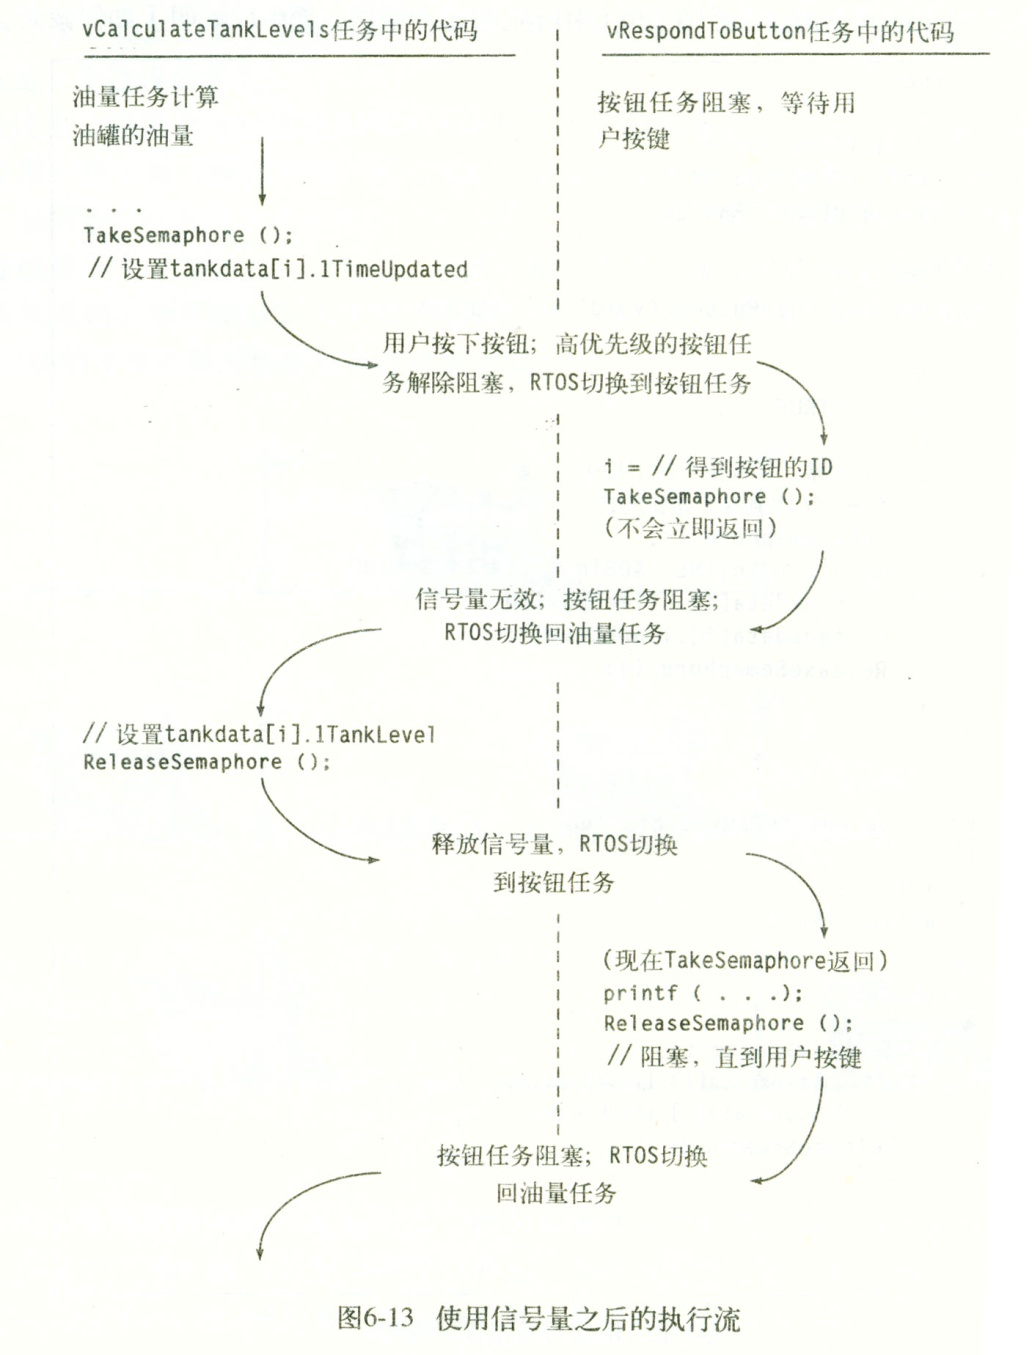 vCalculateTankLevels任务中的代码
vRespondToButton任务中的代码
油量任务计算
油罐的油量
按钮任务阻塞，等待用
户按键
. . .
TakeSemaphore ();
// 设置tankdata[i].lTimeUpdated
用户按下按钮；高优先级的按钮任
务解除阻塞，RTOS切换到按钮任务
i = // 得到按钮的ID
TakeSemaphore ();
（不会立即返回）
信号量无效；按钮任务阻塞；
RTOS切换回油量任务
// 设置tankdata[i].lTankLevel
ReleaseSemaphore ();
释放信号量，RTOS切换
到按钮任务
（现在TakeSemaphore返回）
printf ( . . .);
ReleaseSemaphore ();
// 阻塞，直到用户按键
按钮任务阻塞；RTOS切换
回油量任务
图6-13 使用信号量之后的执行流